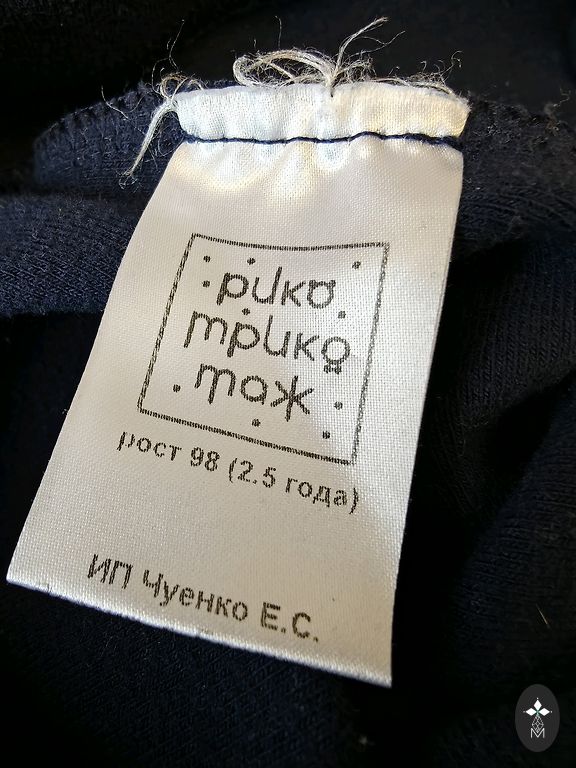 рико
трико
таж
рост 98 (2.5 года)
ИП Чуенко Е.С.